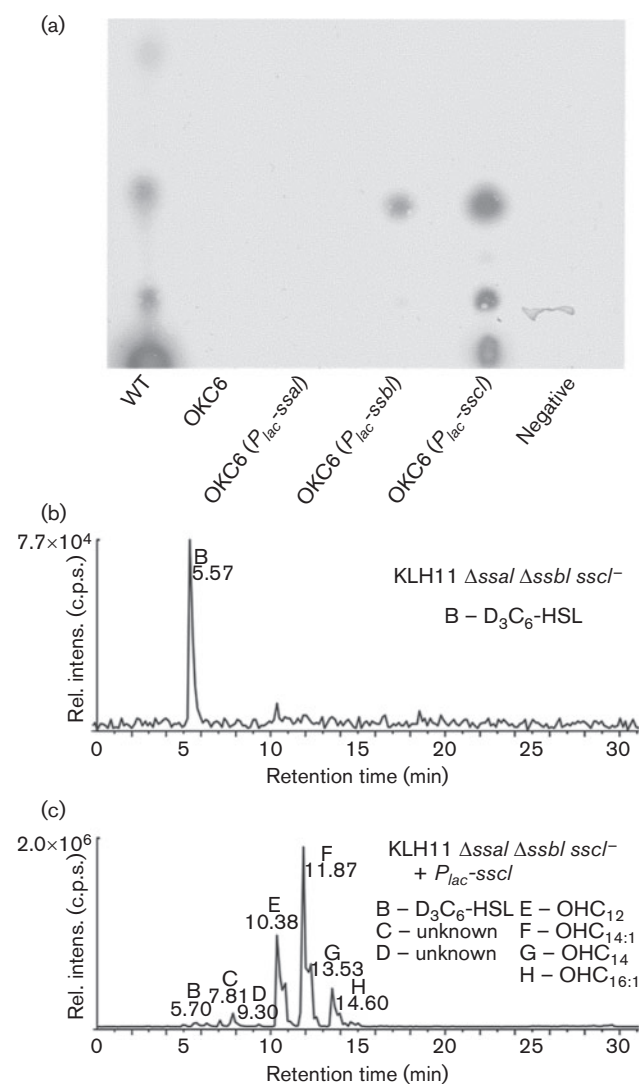 (a)
WT
OKC6
OKC6 (Plac-ssaI)
OKC6 (Plac-ssbI)
OKC6 (Plac-sscI)
Negative
(b)
7.7×10⁴
B
5.57
KLH11 ΔssaI ΔssbI sscI⁻
B – D₃C₆-HSL
Rel. intens. (c.p.s.)
0 5 10 15 20 25 30
Retention time (min)
(c)
2.0×10⁶
F
11.87
KLH11 ΔssaI ΔssbI sscI⁻
+ Plac-sscI
E
10.38
B – D₃C₆-HSL E – OHC₁₂
C – unknown F – OHC₁₄:₁
D – unknown G – OHC₁₄
H – OHC₁₆:₁
G
13.53
H
14.60
B
5.70
C
7.81
D
9.30
Rel. intens. (c.p.s.)
0 5 10 15 20 25 30
Retention time (min)